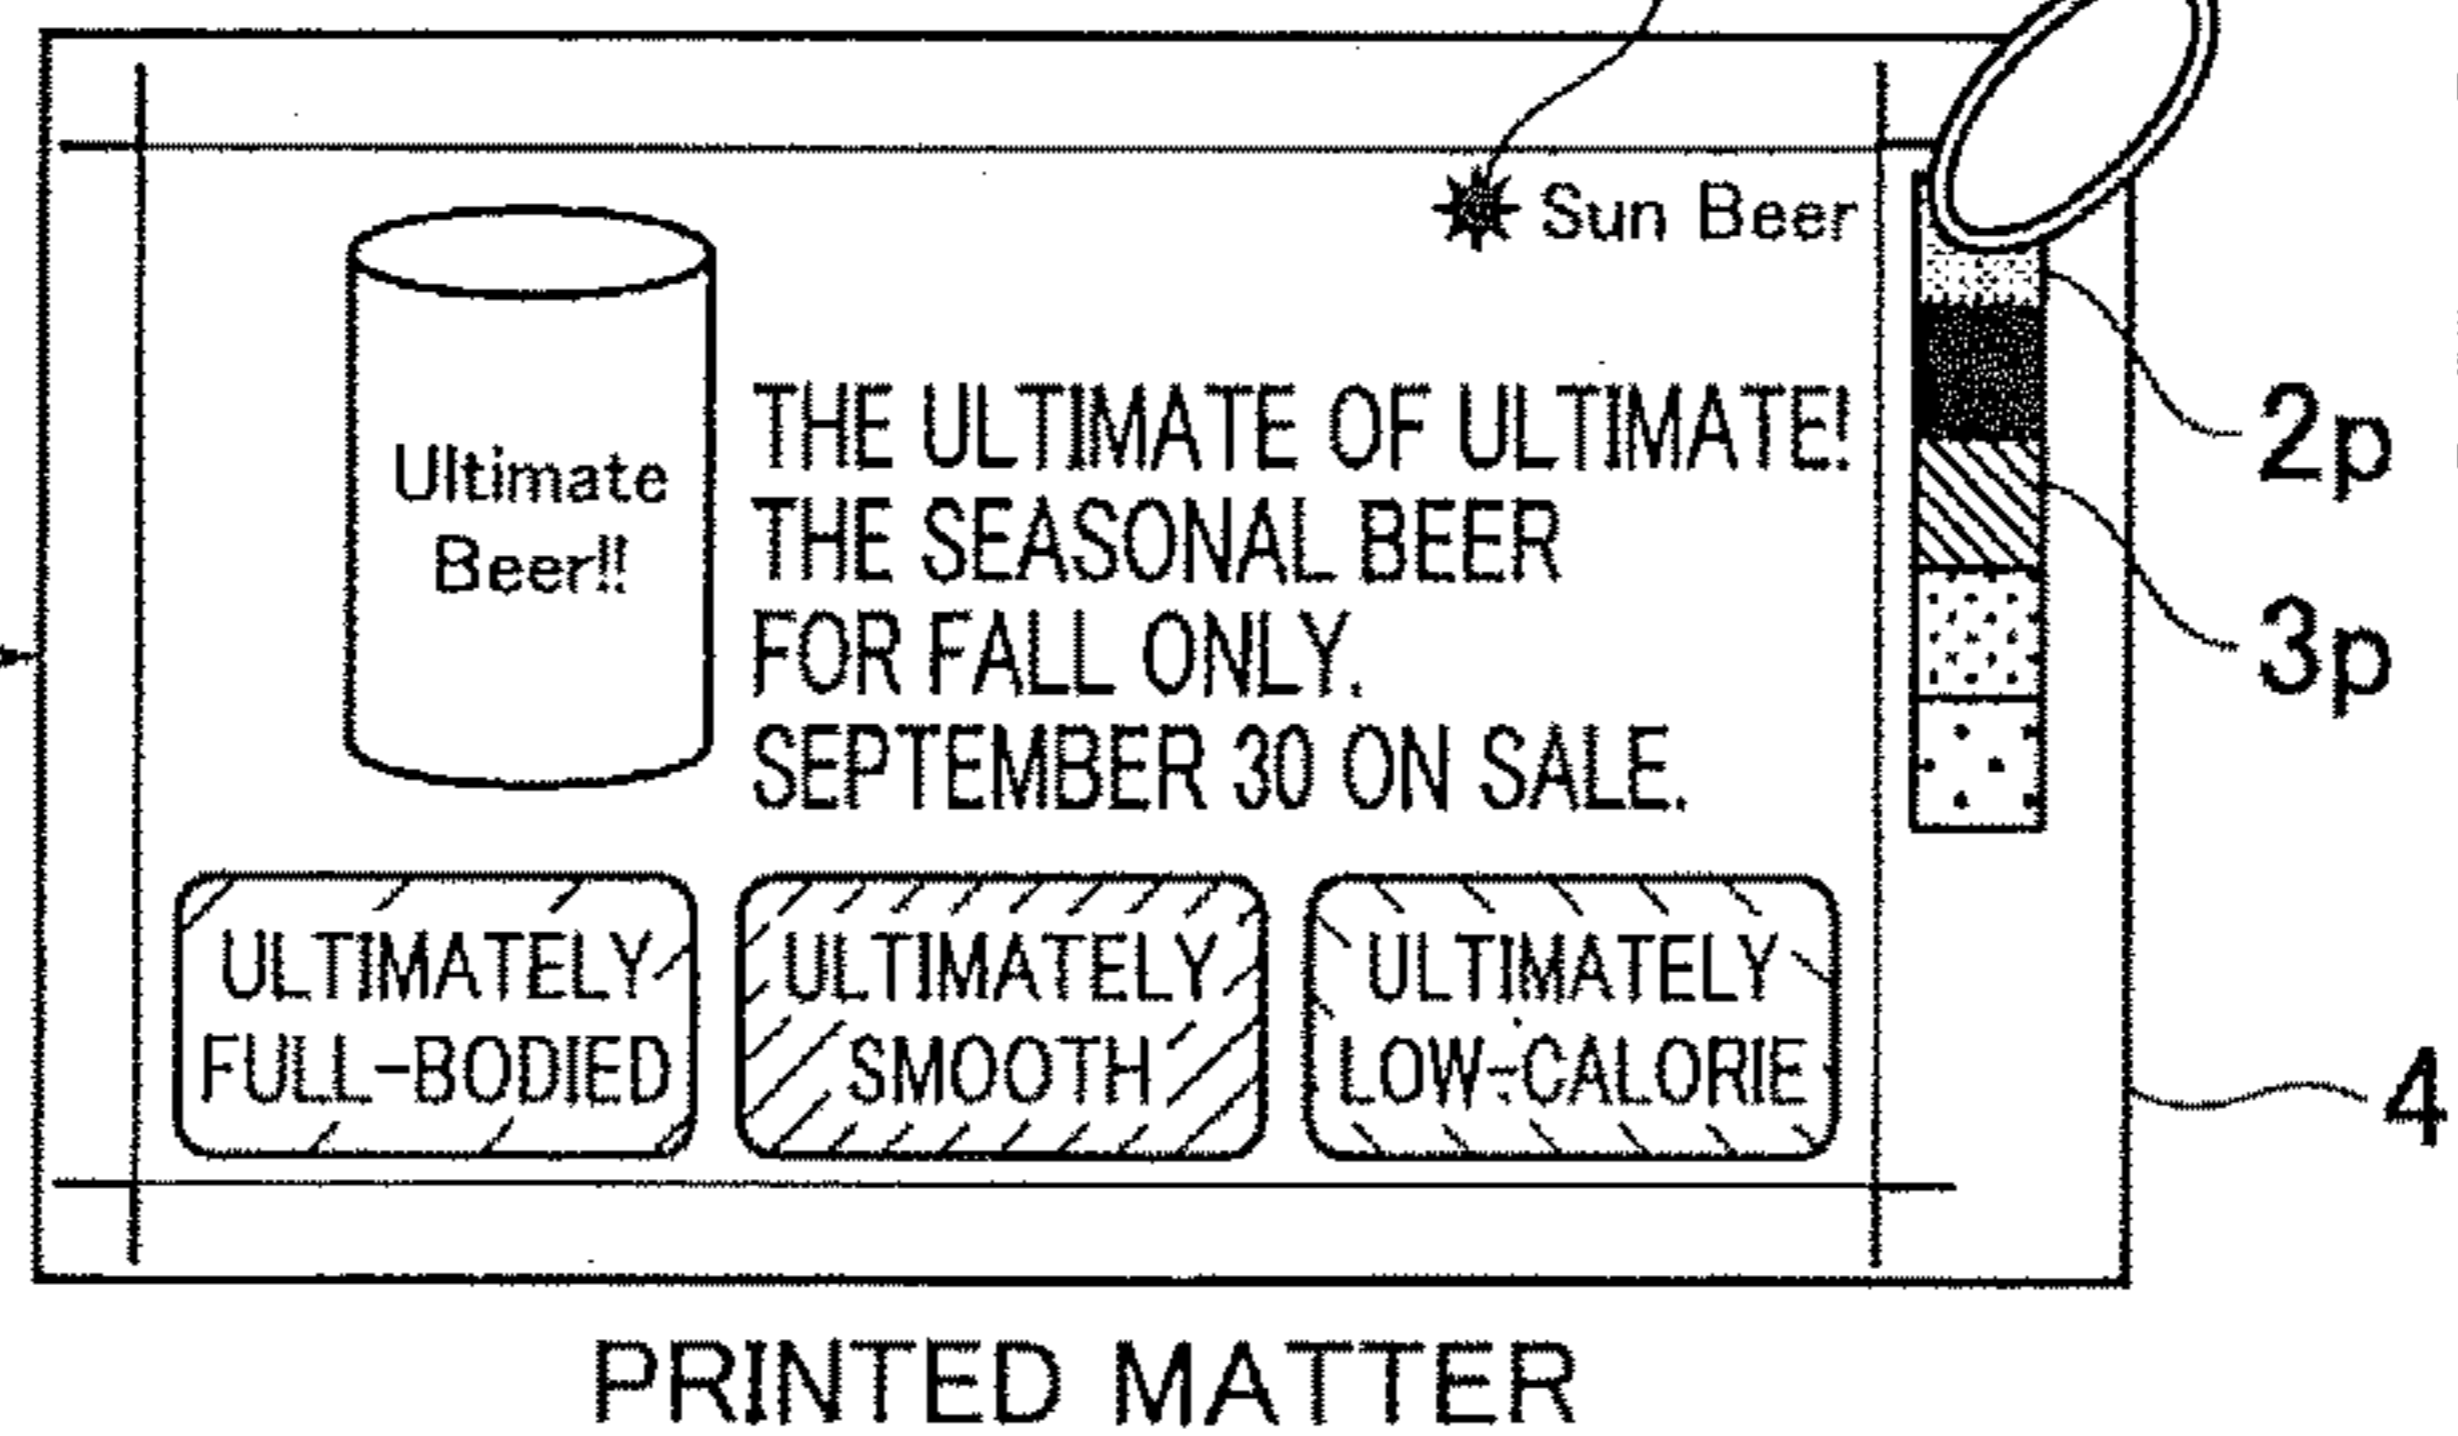 Sun Beer
Ultimate
Beer!!
THE ULTIMATE OF ULTIMATE!
THE SEASONAL BEER
FOR FALL ONLY.
SEPTEMBER 30 ON SALE.
2p
3p
ULTIMATELY
FULL-BODIED
ULTIMATELY
SMOOTH
ULTIMATELY
LOW-CALORIE
4
PRINTED MATTER